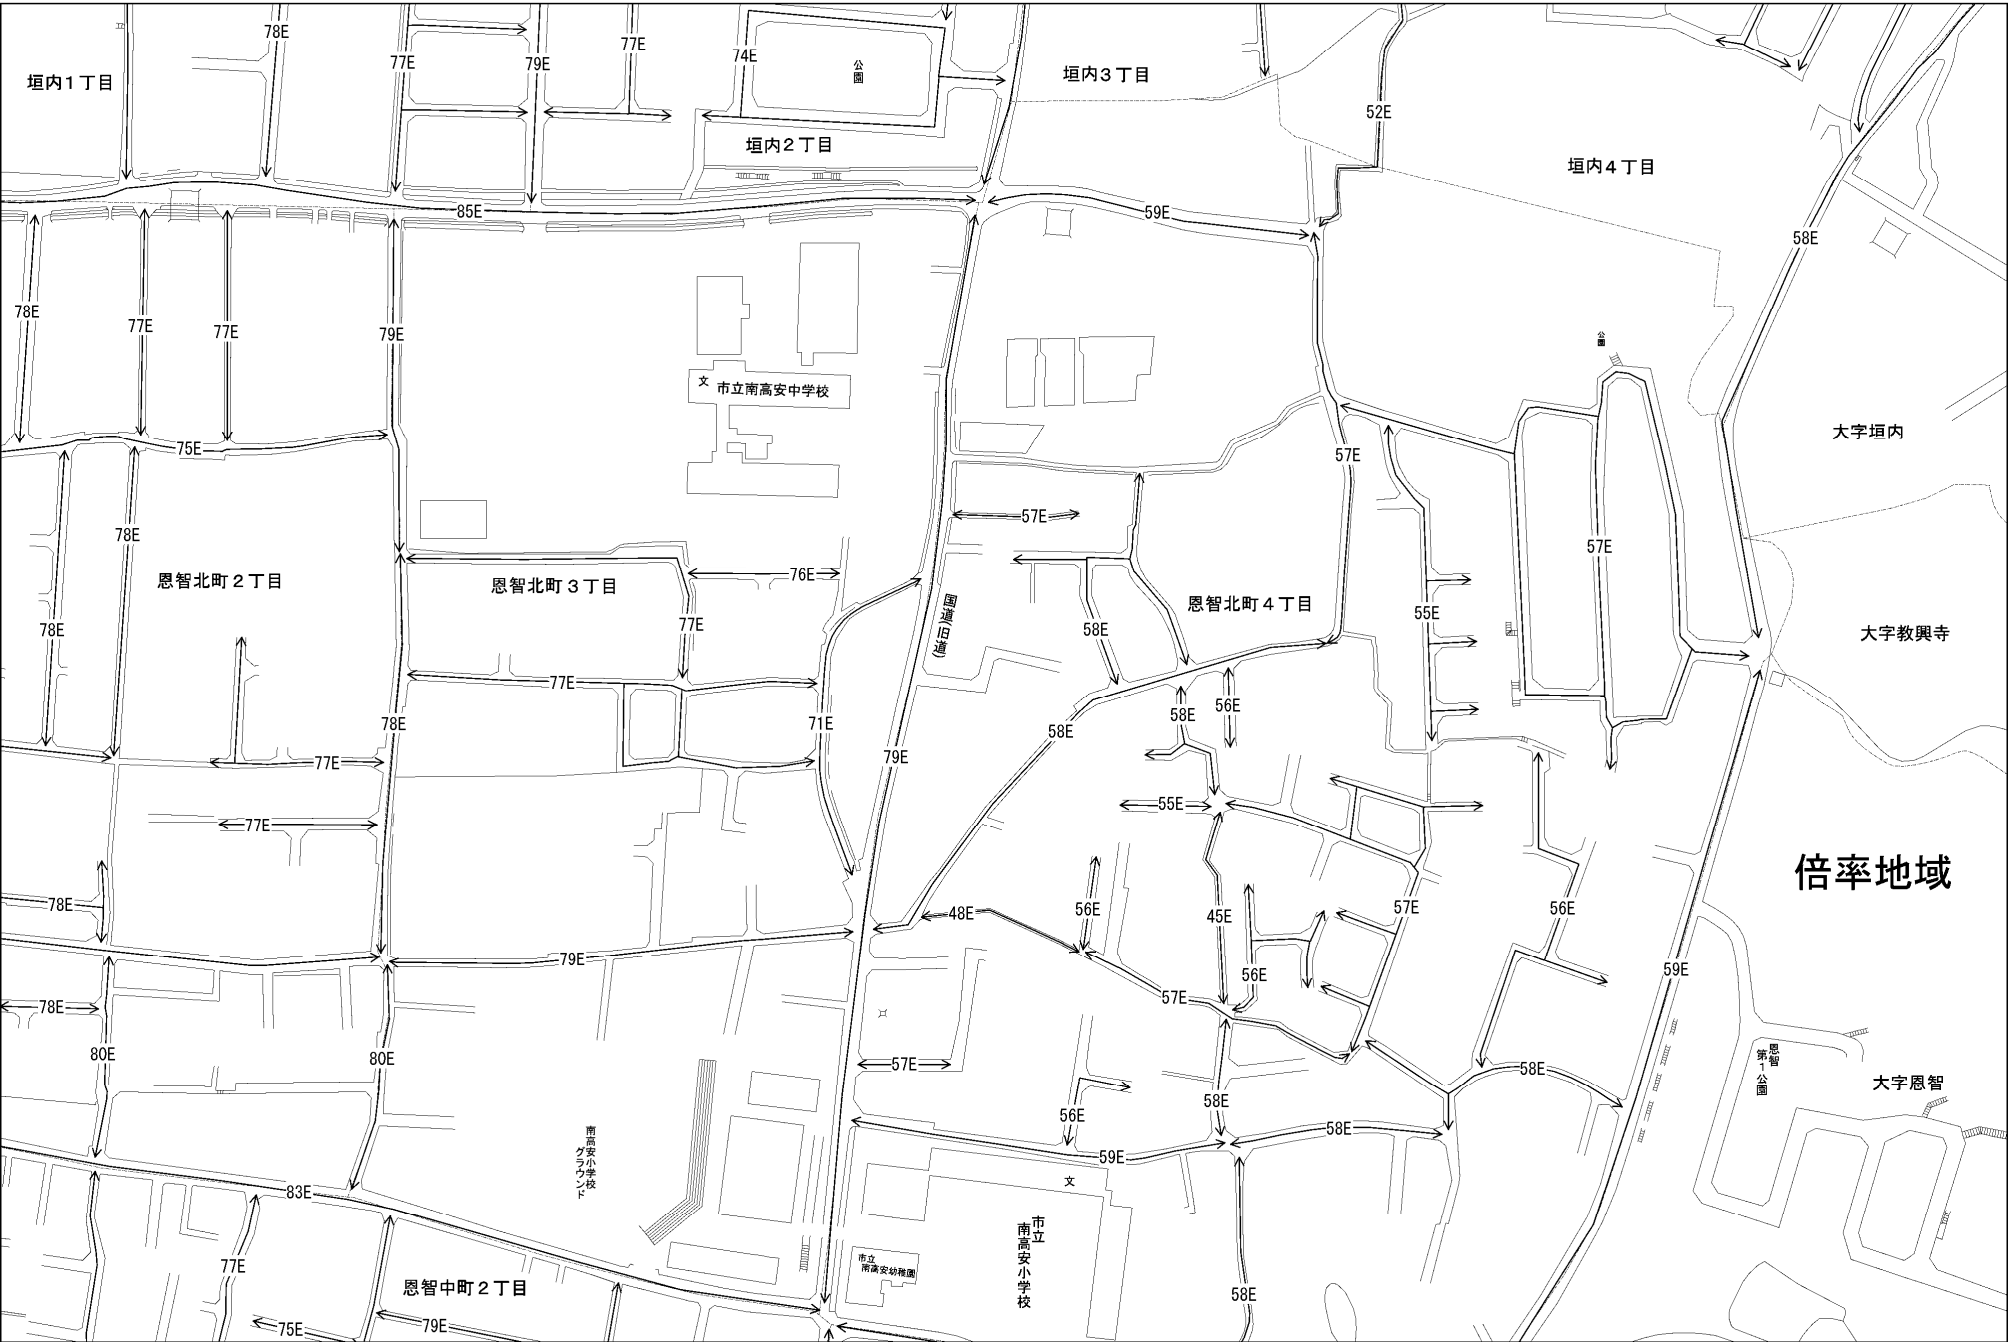 78E
77E
79E
77E
74E
公園
垣内1丁目
垣内3丁目
52E
垣内2丁目
垣内4丁目
85E
59E
58E
78E
77E
77E
79E
公園
文
市立南高安中学校
75E
57E
大字垣内
78E
57E
57E
恩智北町2丁目
恩智北町3丁目
76E
国道(旧道)
恩智北町4丁目
55E
大字教興寺
78E
77E
58E
77E
78E
71E
58E
56E
58E
79E
77E
77E
55E
倍率地域
78E
48E
56E
45E
57E
56E
79E
56E
59E
78E
57E
80E
80E
57E
58E
恩智
第1公園
大字恩智
58E
56E
58E
南高安小学校
グラウンド
59E
文
83E
市立
南高安小学校
77E
市立
南高安幼稚園
恩智中町2丁目
58E
75E
79E